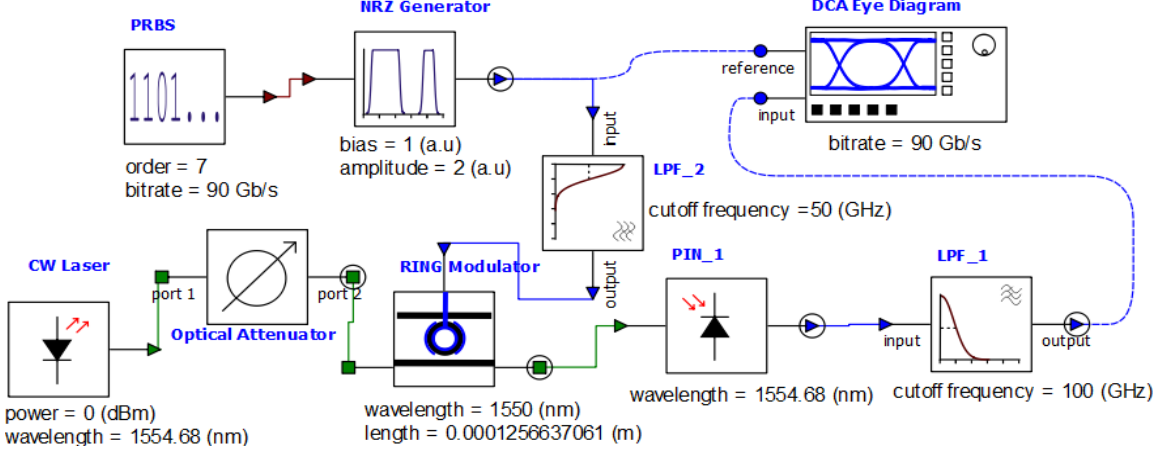 PRBS
NRZ Generator
DCA Eye Diagram
1101...
reference
input
bias = 1 (a.u)
amplitude = 2 (a.u)
bitrate = 90 Gb/s
order = 7
bitrate = 90 Gb/s
input
LPF_2
cutoff frequency =50 (GHz)
output
CW Laser
port 1
port 2
Optical Attenuator
RING Modulator
PIN_1
LPF_1
input
output
power = 0 (dBm)
wavelength = 1554.68 (nm)
wavelength = 1550 (nm)
length = 0.0001256637061 (m)
wavelength = 1554.68 (nm)
cutoff frequency = 100 (GHz)